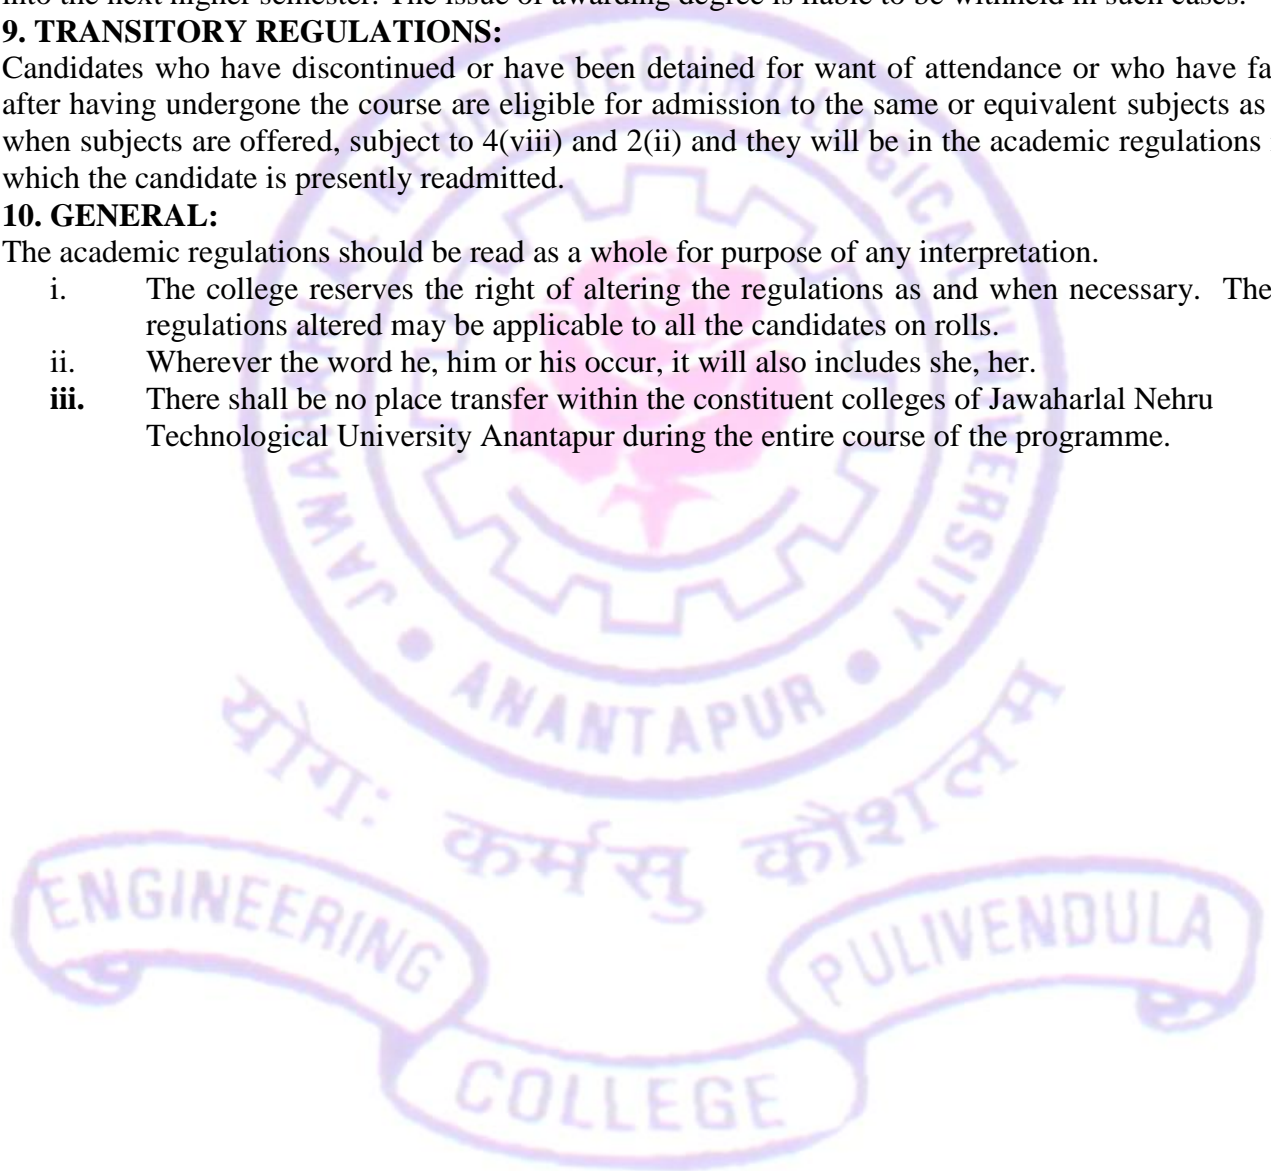 into the next higher semester. The issue of awarding degree is liable to be withheld in such cases.
9. TRANSITORY REGULATIONS:
Candidates who have discontinued or have been detained for want of attendance or who have fa
after having undergone the course are eligible for admission to the same or equivalent subjects as
when subjects are offered, subject to 4(viii) and 2(ii) and they will be in the academic regulations
which the candidate is presently readmitted.
10. GENERAL:
The academic regulations should be read as a whole for purpose of any interpretation.
i. The college reserves the right of altering the regulations as and when necessary. The
regulations altered may be applicable to all the candidates on rolls.
ii. Wherever the word he, him or his occur, it will also includes she, her.
iii. There shall be no place transfer within the constituent colleges of Jawaharlal Nehru
Technological University Anantapur during the entire course of the programme.
JAWAHARLAL NEHRU TECHNOLOGICAL UNIVERSITY
ANANTAPUR
योग: कर्मसु कौशलम
ENGINEERING
COLLEGE
PULIVENDULA